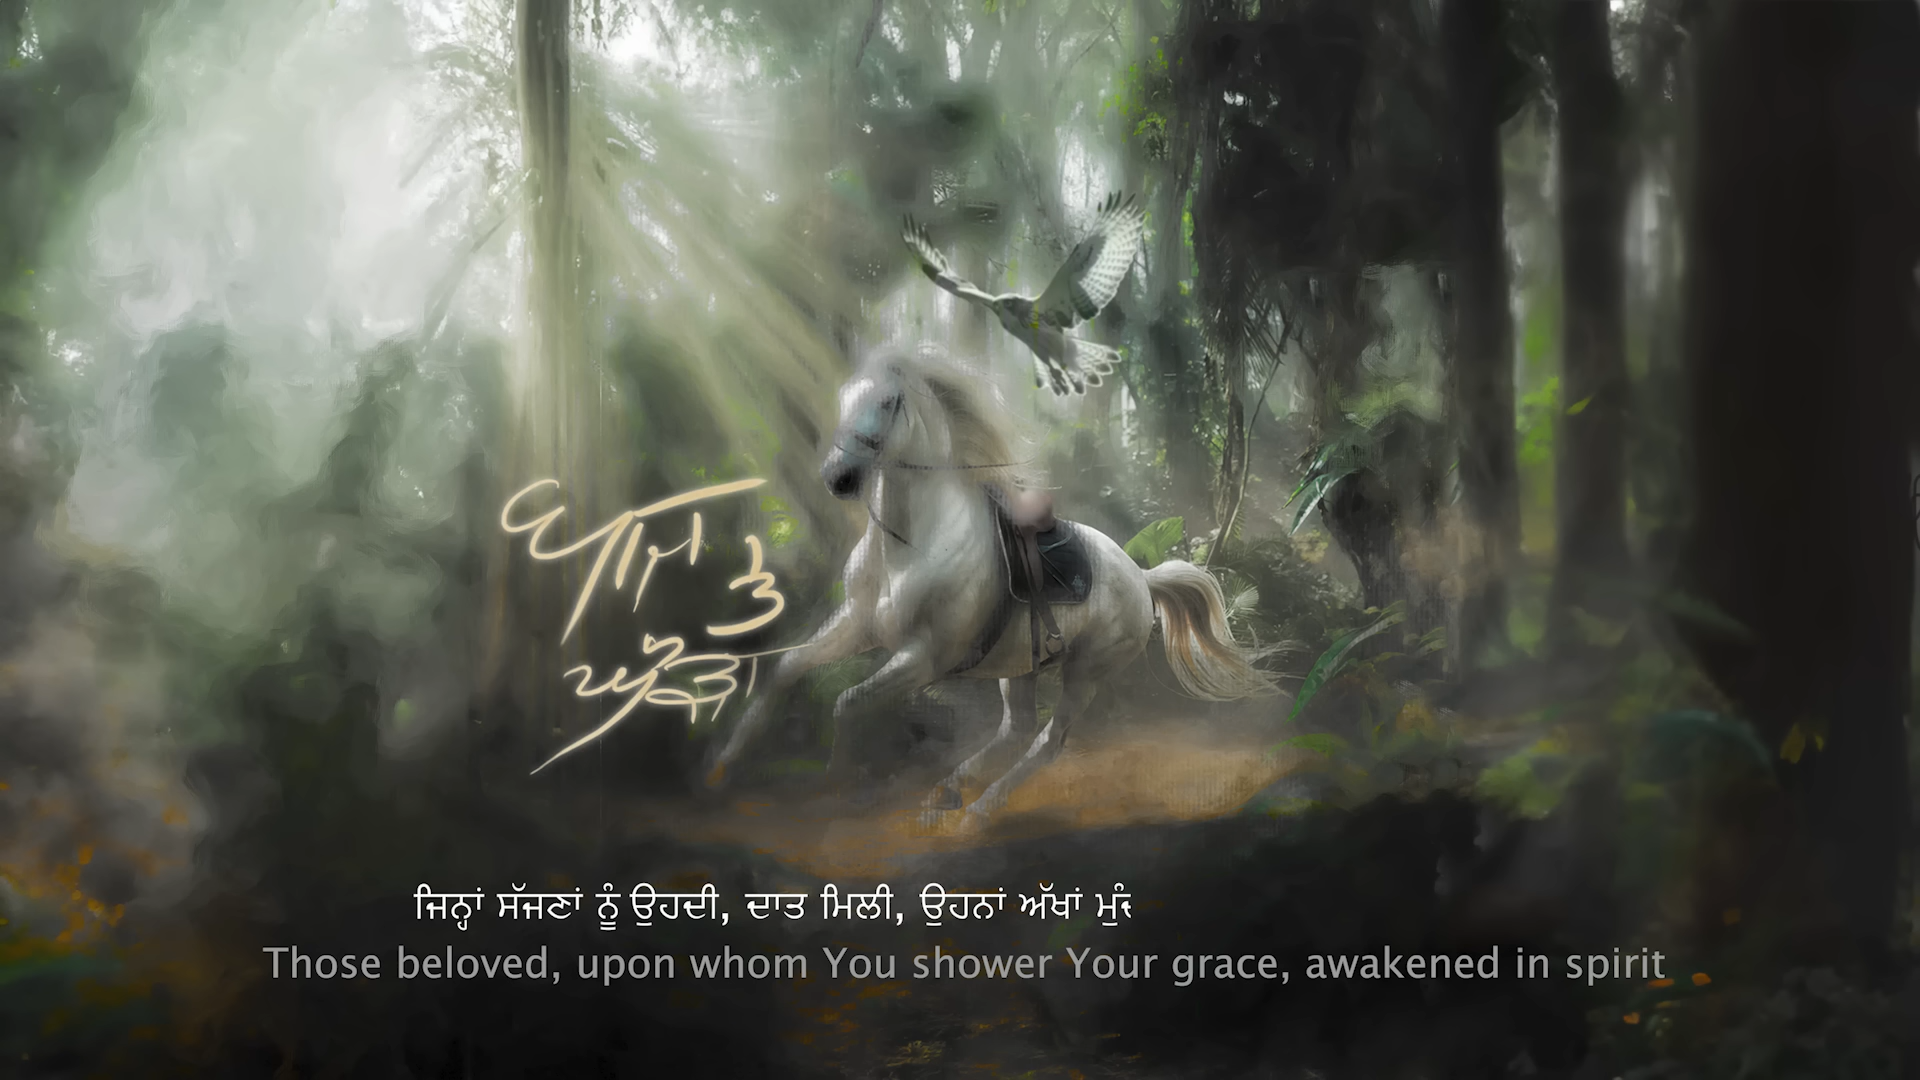 ਜਿਨ੍ਹਾਂ ਸੱਜਣਾਂ ਨੂੰ ਉਹਦੀ, ਦਾਤ ਮਿਲੀ, ਉਹਨਾਂ ਅੱਖਾਂ
Those beloved, upon whom You shower Your grace, awakened in spirit